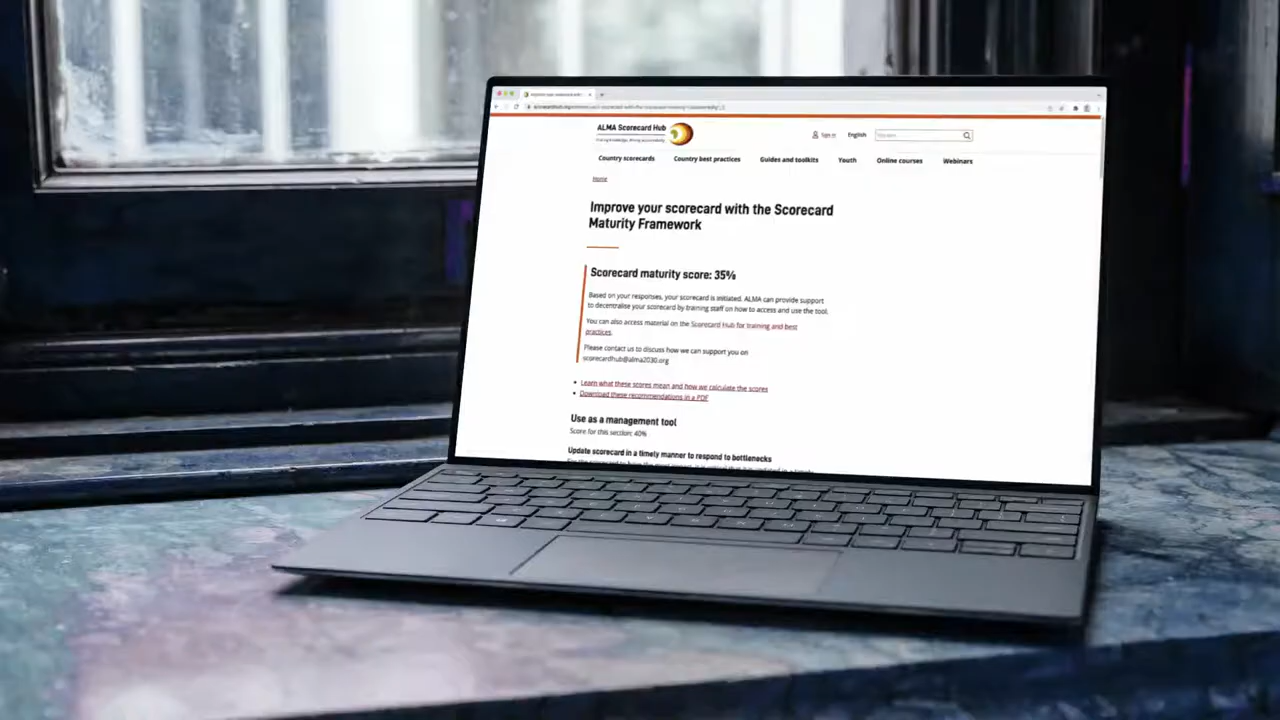 ALMA Scorecard Hub
Sign in
English
Country scorecards
Country best practices
Guides and toolkits
Youth
Online courses
Webinars
Home
Improve your scorecard with the Scorecard
Maturity Framework
Scorecard maturity score: 35%
Based on your responses, your scorecard is initiated. ALMA can provide support
to decentralise your scorecard by training staff on how to access and use the tool.
You can also access material on the Scorecard Hub for training and best
practices.
Please contact us to discuss how we can support you on
scorecardhub@alma2030.org
Learn what these scores mean and how we calculate the scores
Download these recommendations in a PDF
Use as a management tool
Score for this section: 40%
Update scorecard in a timely manner to respond to bottlenecks